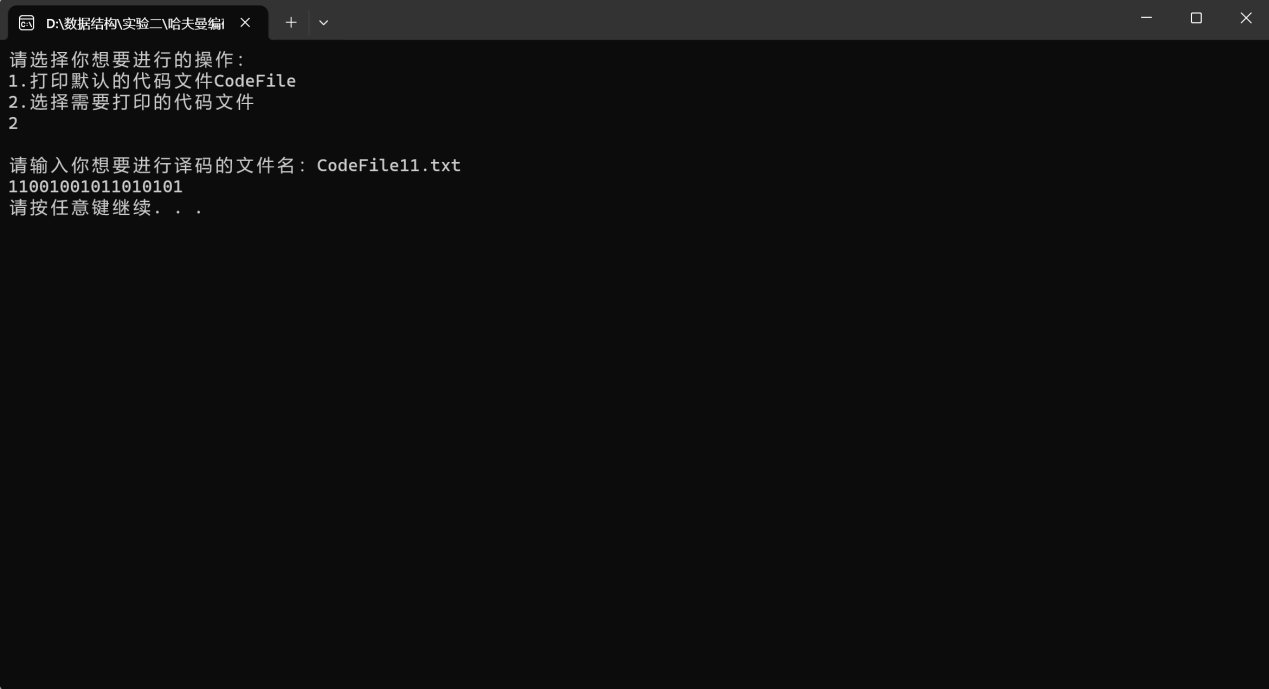 D:\数据结构\实验二\哈夫曼编
请选择你想要进行的操作：
1.打印默认的代码文件CodeFile
2.选择需要打印的代码文件
2
请输入你想要进行译码的文件名：CodeFile11.txt
11001001011010101
请按任意键继续. . .